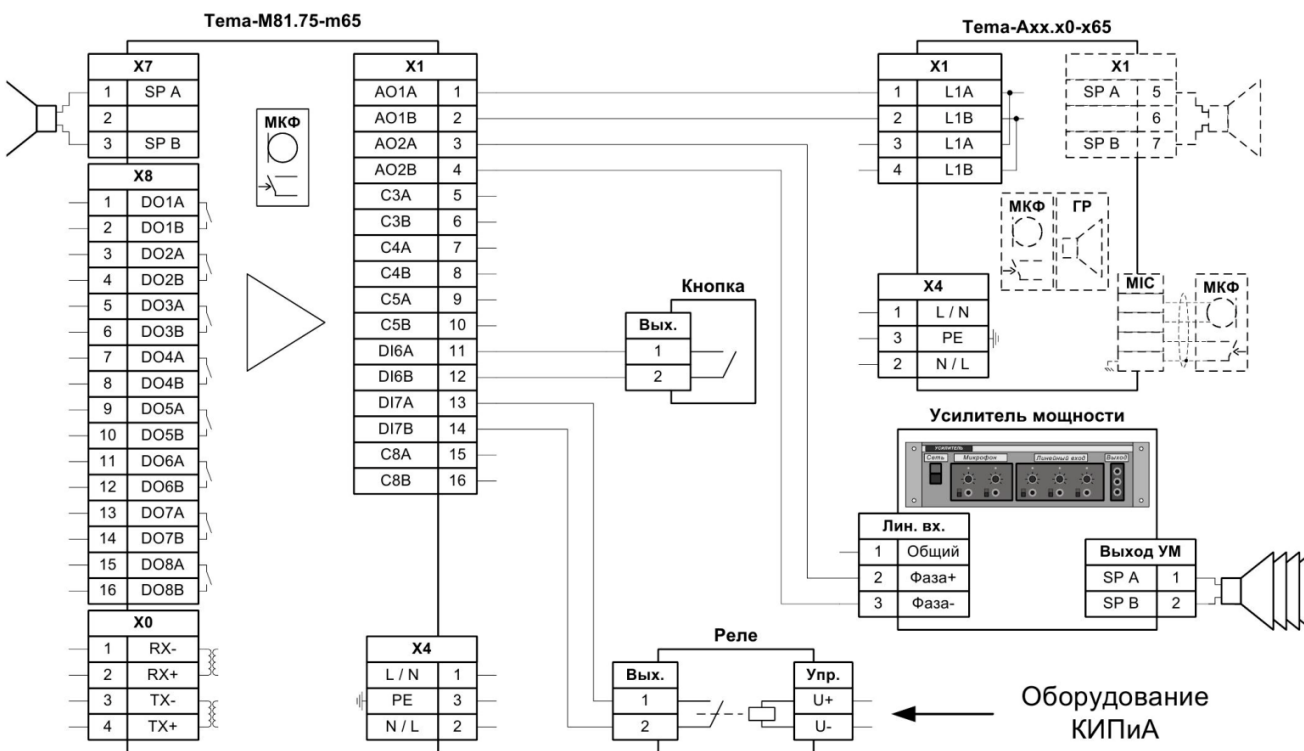 Tema-M81.75-m65
X7
1 SP A
2
3 SP B
X8
1 DO1A
2 DO1B
3 DO2A
4 DO2B
5 DO3A
6 DO3B
7 DO4A
8 DO4B
9 DO5A
10 DO5B
11 DO6A
12 DO6B
13 DO7A
14 DO7B
15 DO8A
16 DO8B
X0
1 RX-
2 RX+
3 TX-
4 TX+
МКФ
X1
AO1A 1
AO1B 2
AO2A 3
AO2B 4
C3A 5
C3B 6
C4A 7
C4B 8
C5A 9
C5B 10
DI6A 11
DI6B 12
DI7A 13
DI7B 14
C8A 15
C8B 16
X4
L / N 1
PE 3
N / L 2
Кнопка
Вых.
1
2
Реле
Вых.
1
2
Упр.
U+
U-
Оборудование
КИПиА
Tema-Axx.x0-x65
X1
1 L1A
2 L1B
3 L1A
4 L1B
X1
SP A 5
6
SP B 7
МКФ ГР
X4
1 L / N
3 PE
2 N / L
MIC
МКФ
Усилитель мощности
УСИЛИТЕЛЬ
Сеть Микрофон Линейный вход Выход
Лин. вх.
1 Общий
2 Фаза+
3 Фаза-
Выход УМ
SP A 1
SP B 2